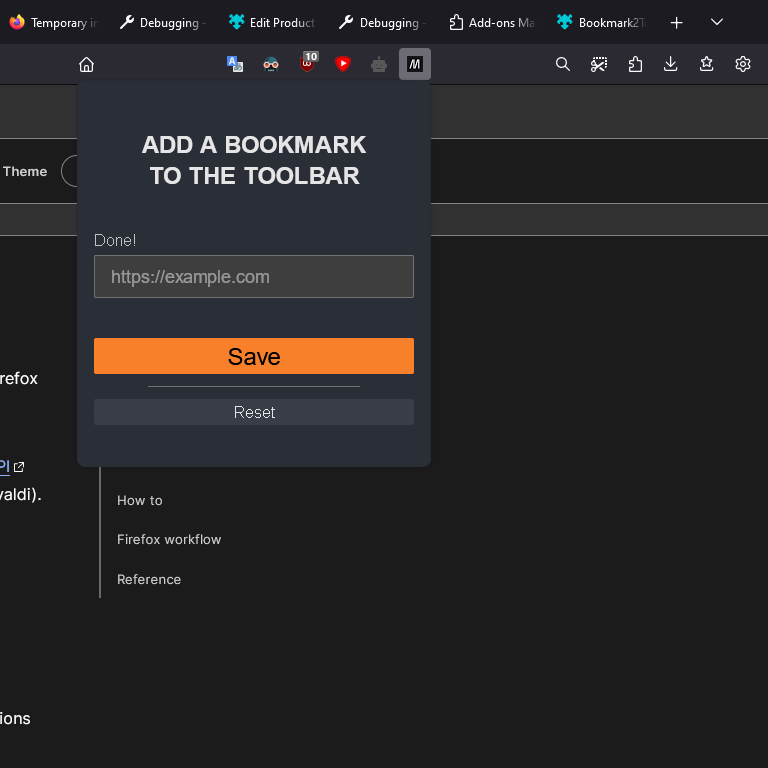 Temporary in
Debugging -
Edit Product
Debugging -
Add-ons Ma
Bookmark2T
10
Theme
ADD A BOOKMARK
TO THE TOOLBAR
Done!
https://example.com
Save
refox
Reset
PI
valdi).
How to
Firefox workflow
Reference
ions